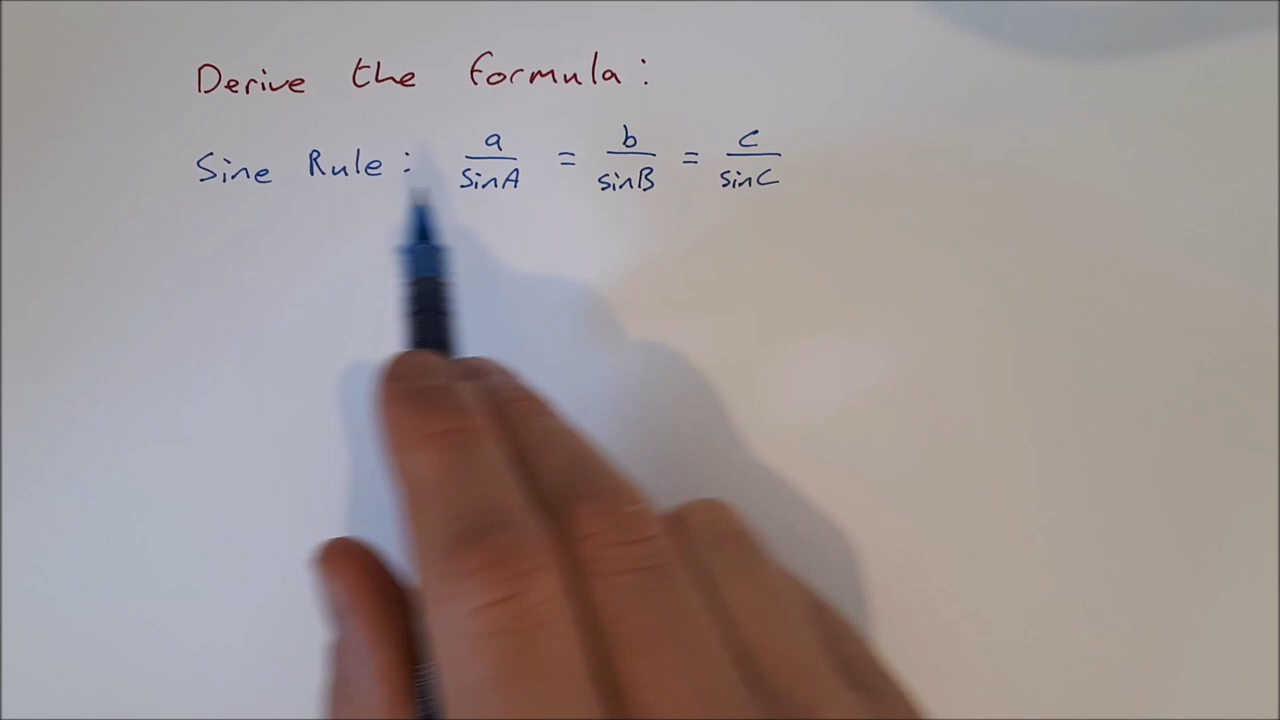 Derive the formula:
Sine Rule: a/sinA = b/sinB = c/sinC